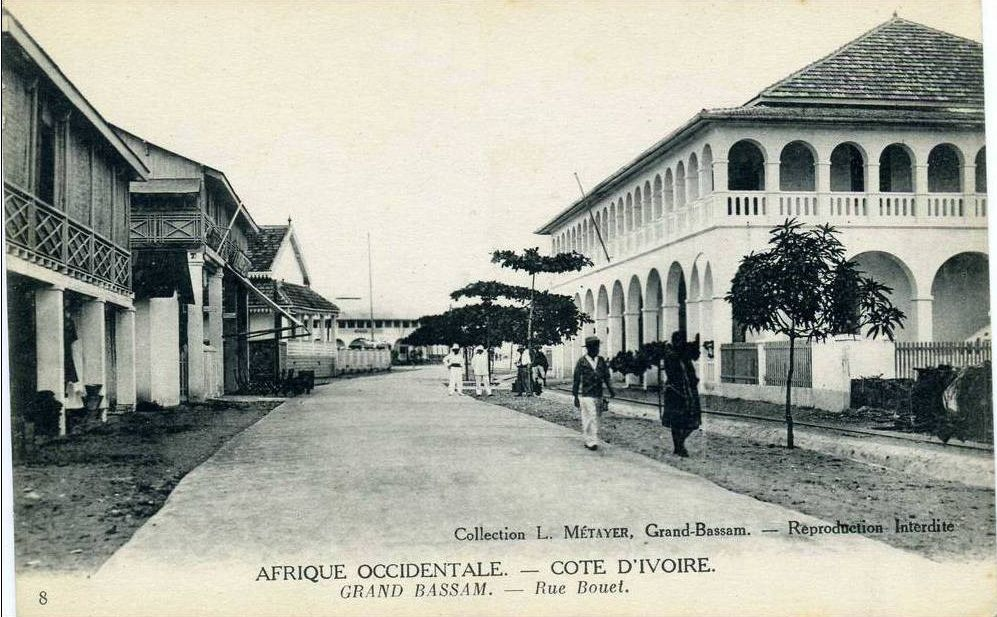 Collection L. MÉTAYER, Grand-Bassam. — Reproduction Interdite
AFRIQUE OCCIDENTALE. — COTE D'IVOIRE.
GRAND BASSAM. — Rue Bouet.
8